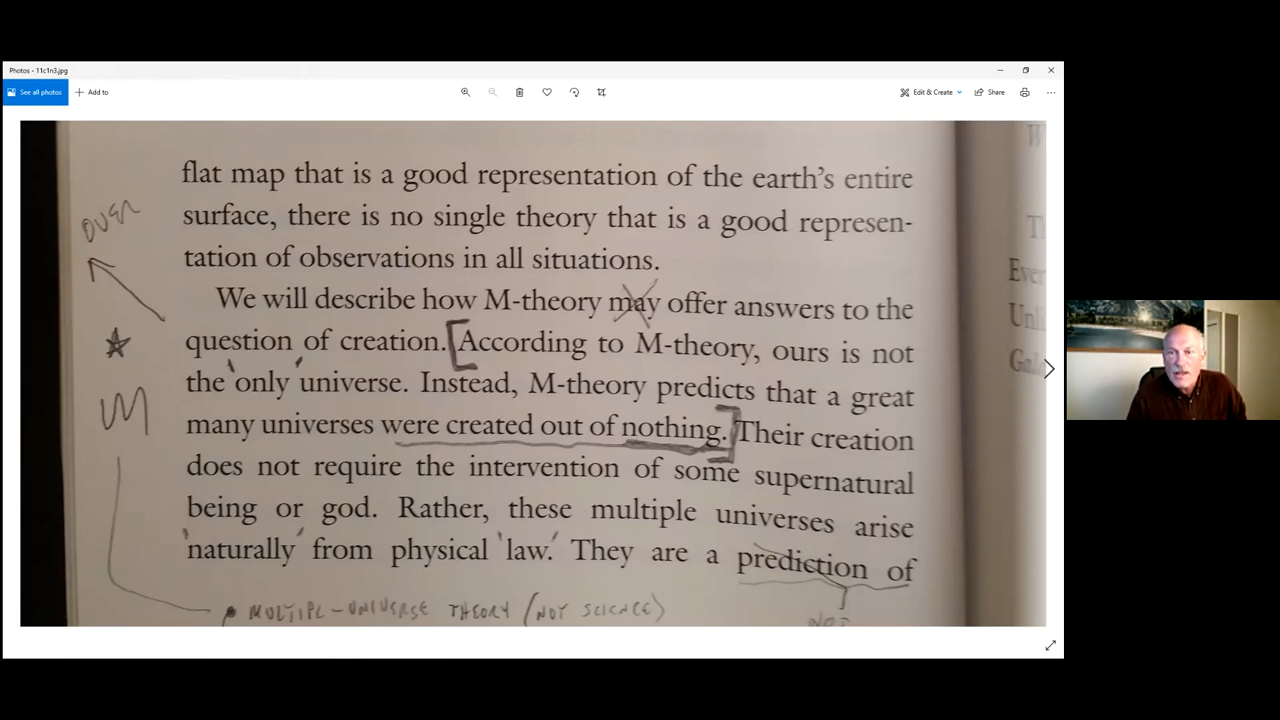 Photos - 11c1n3.jpg
See all photos
Add to
Edit & Create
Share
flat map that is a good representation of the earth's entire
surface, there is no single theory that is a good represen-
tation of observations in all situations.
We will describe how M-theory may offer answers to the
question of creation. [According to M-theory, ours is not
the 'only' universe. Instead, M-theory predicts that a great
many universes were created out of nothing.] Their creation
does not require the intervention of some supernatural
being or god. Rather, these multiple universes arise
'naturally' from physical 'law.' They are a prediction of
OVER
MULTIPL-UNIVERSE THEORY (NOT SCIENCE)
NOT
Ever
Unli